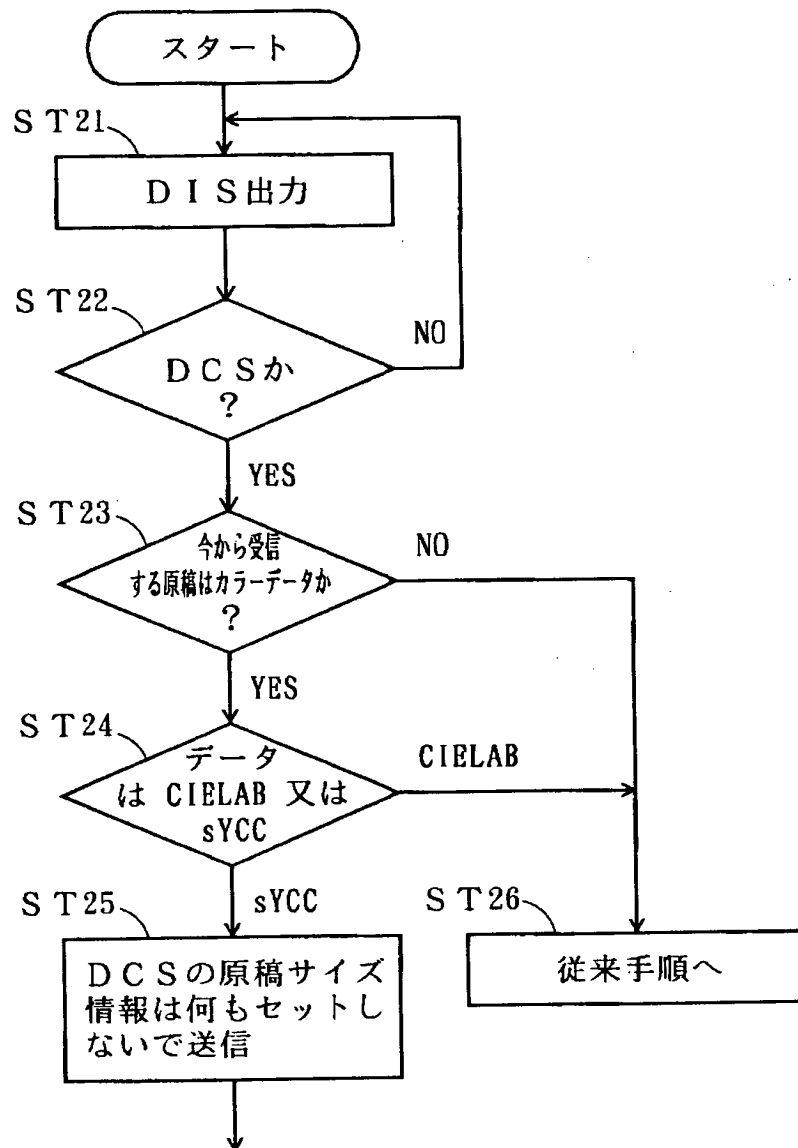 スタート
ST21
DIS出力
ST22
DCSか
?
NO
YES
ST23
今から受信
する原稿はカラーデータか
?
NO
YES
ST24
データ
は CIELAB 又は
sYCC
CIELAB
sYCC
ST25
DCSの原稿サイズ
情報は何もセットし
ないで送信
ST26
従来手順へ